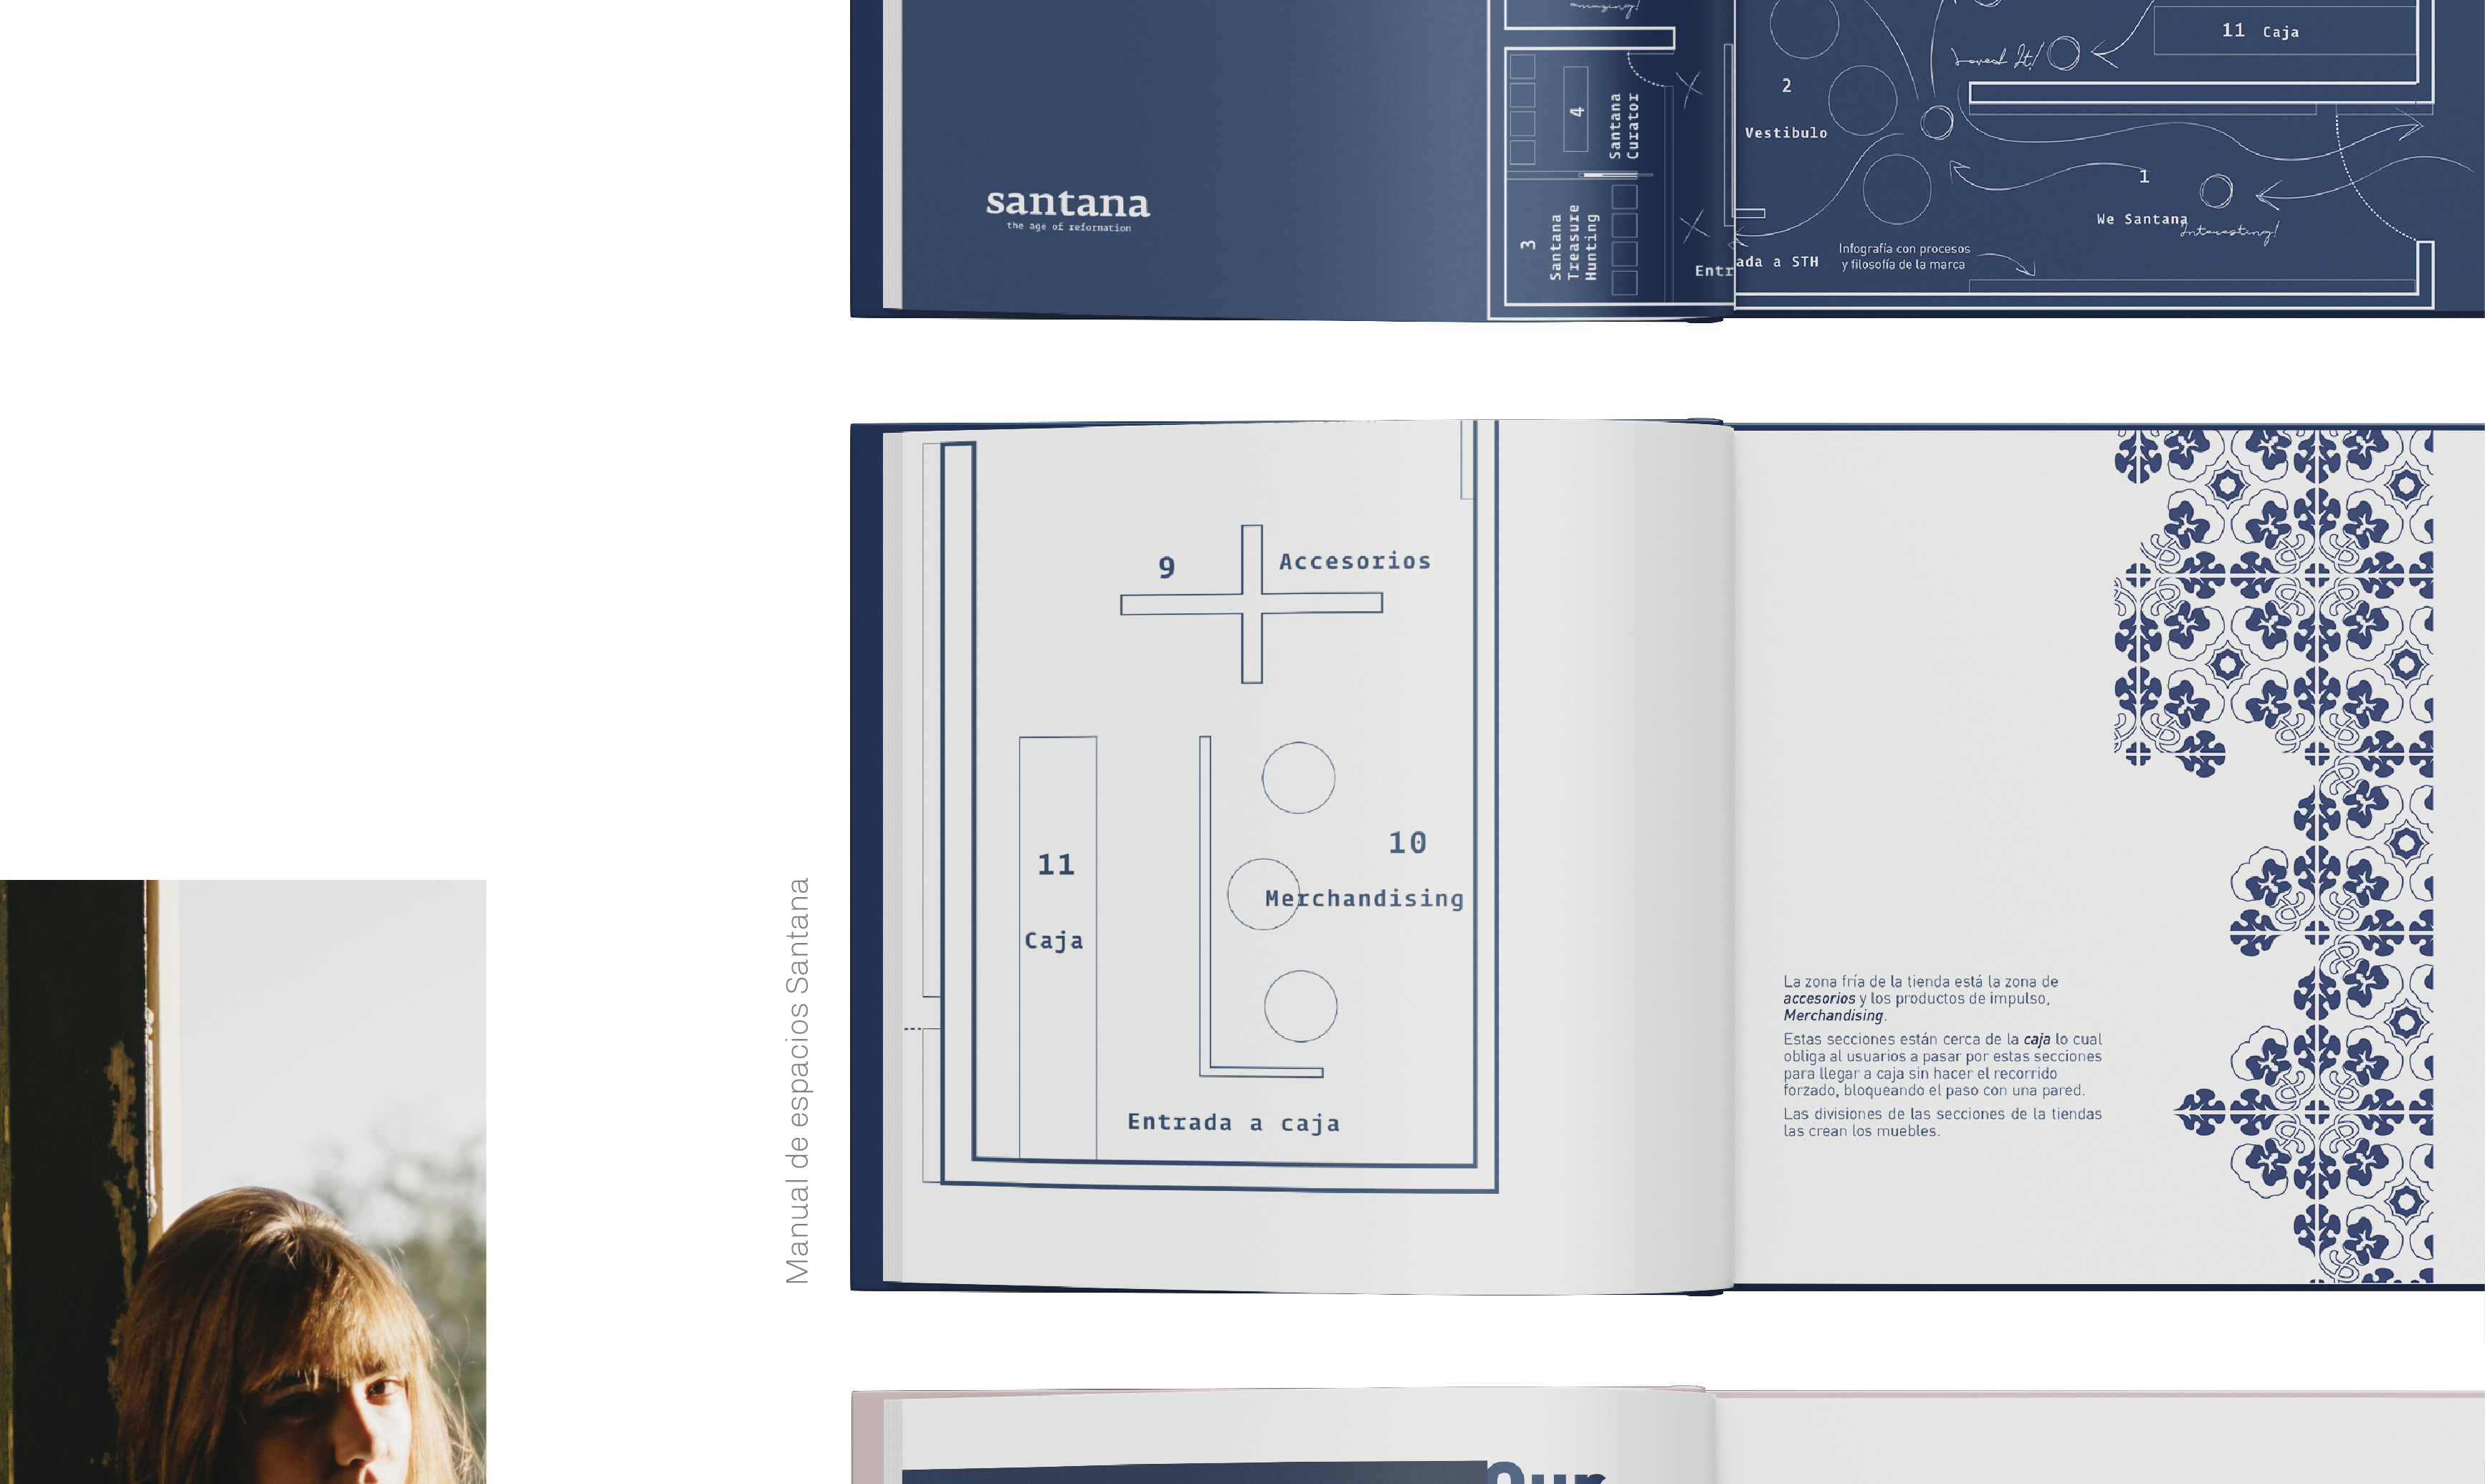 amazing!
4
Santana
Curator
3
Santana
Treasure
Hunting
santana
the age of reformation
11 Caja
Loved It!
2
Vestibulo
1
We Santana
Interesting!
Entrada a STH
Infografía con procesos
y filosofía de la marca
Manual de espacios Santana
9
Accesorios
10
Merchandising
11
Caja
Entrada a caja
La zona fría de la tienda está la zona de
accesorios y los productos de impulso,
Merchandising.
Estas secciones están cerca de la caja lo cual
obliga al usuarios a pasar por estas secciones
para llegar a caja sin hacer el recorrido
forzado, bloqueando el paso con una pared.
Las divisiones de las secciones de la tiendas
las crean los muebles.
Our